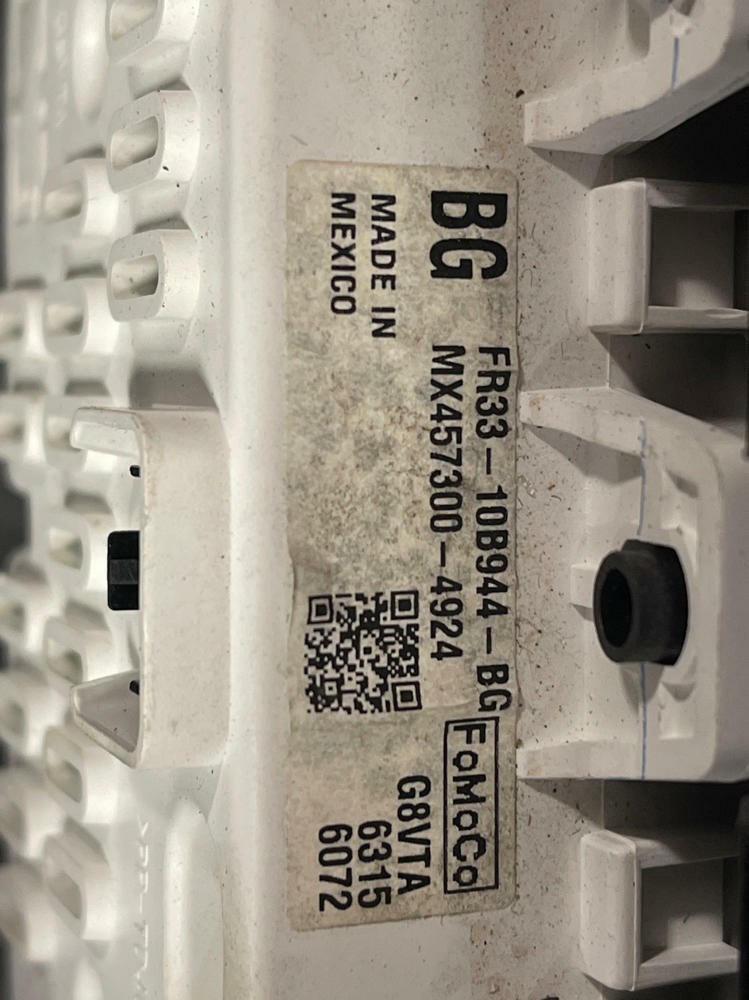 BG
FR33-10B944-BG
MX457300-4924
FoMoCo
MADE IN
MEXICO
G8VTA
6315
6072